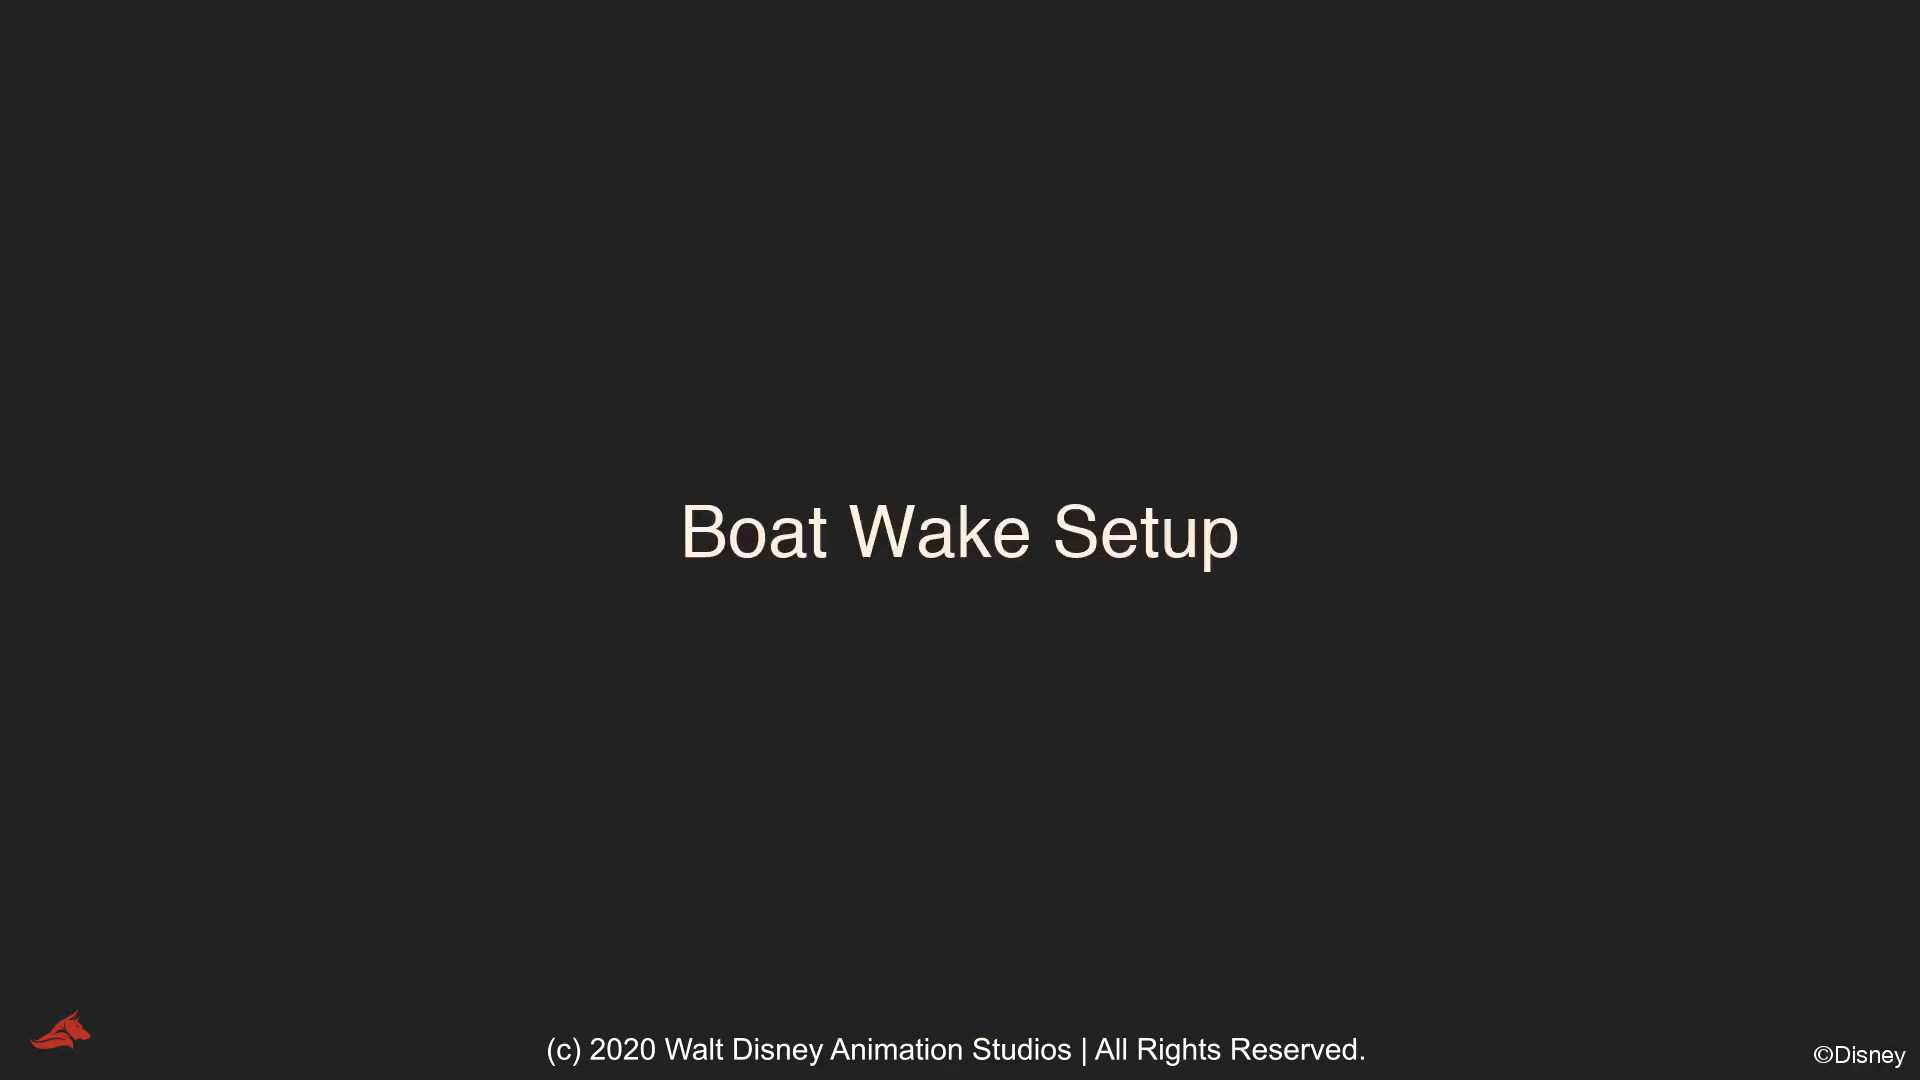 Boat Wake Setup
(c) 2020 Walt Disney Animation Studios | All Rights Reserved.
©Disney